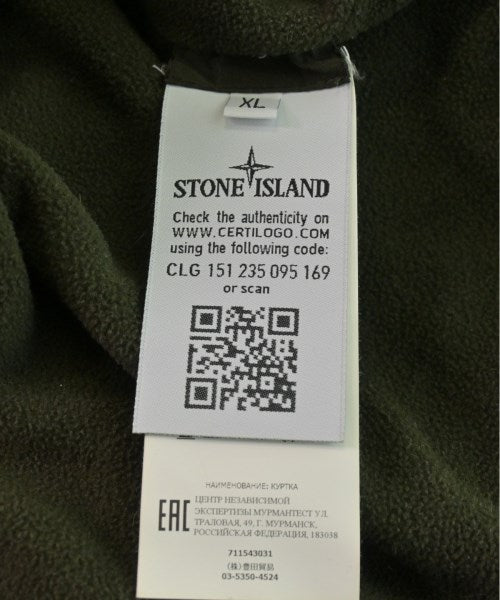 XL
STONE ISLAND
Check the authenticity on
WWW.CERTILOGO.COM
using the following code:
CLG 151 235 095 169
or scan
НАИМЕНОВАНИЕ: КУРТКА
EAC
ЦЕНТР НЕЗАВИСИМОЙ
ЭКСПЕРТИЗЫ МУРМАНТЕСТ УЛ.
ТРАЛОВАЯ, 49, Г. МУРМАНСК,
РОССИЙСКАЯ ФЕДЕРАЦИЯ, 183038
711543031
(株)豊田貿易
03-5350-4524